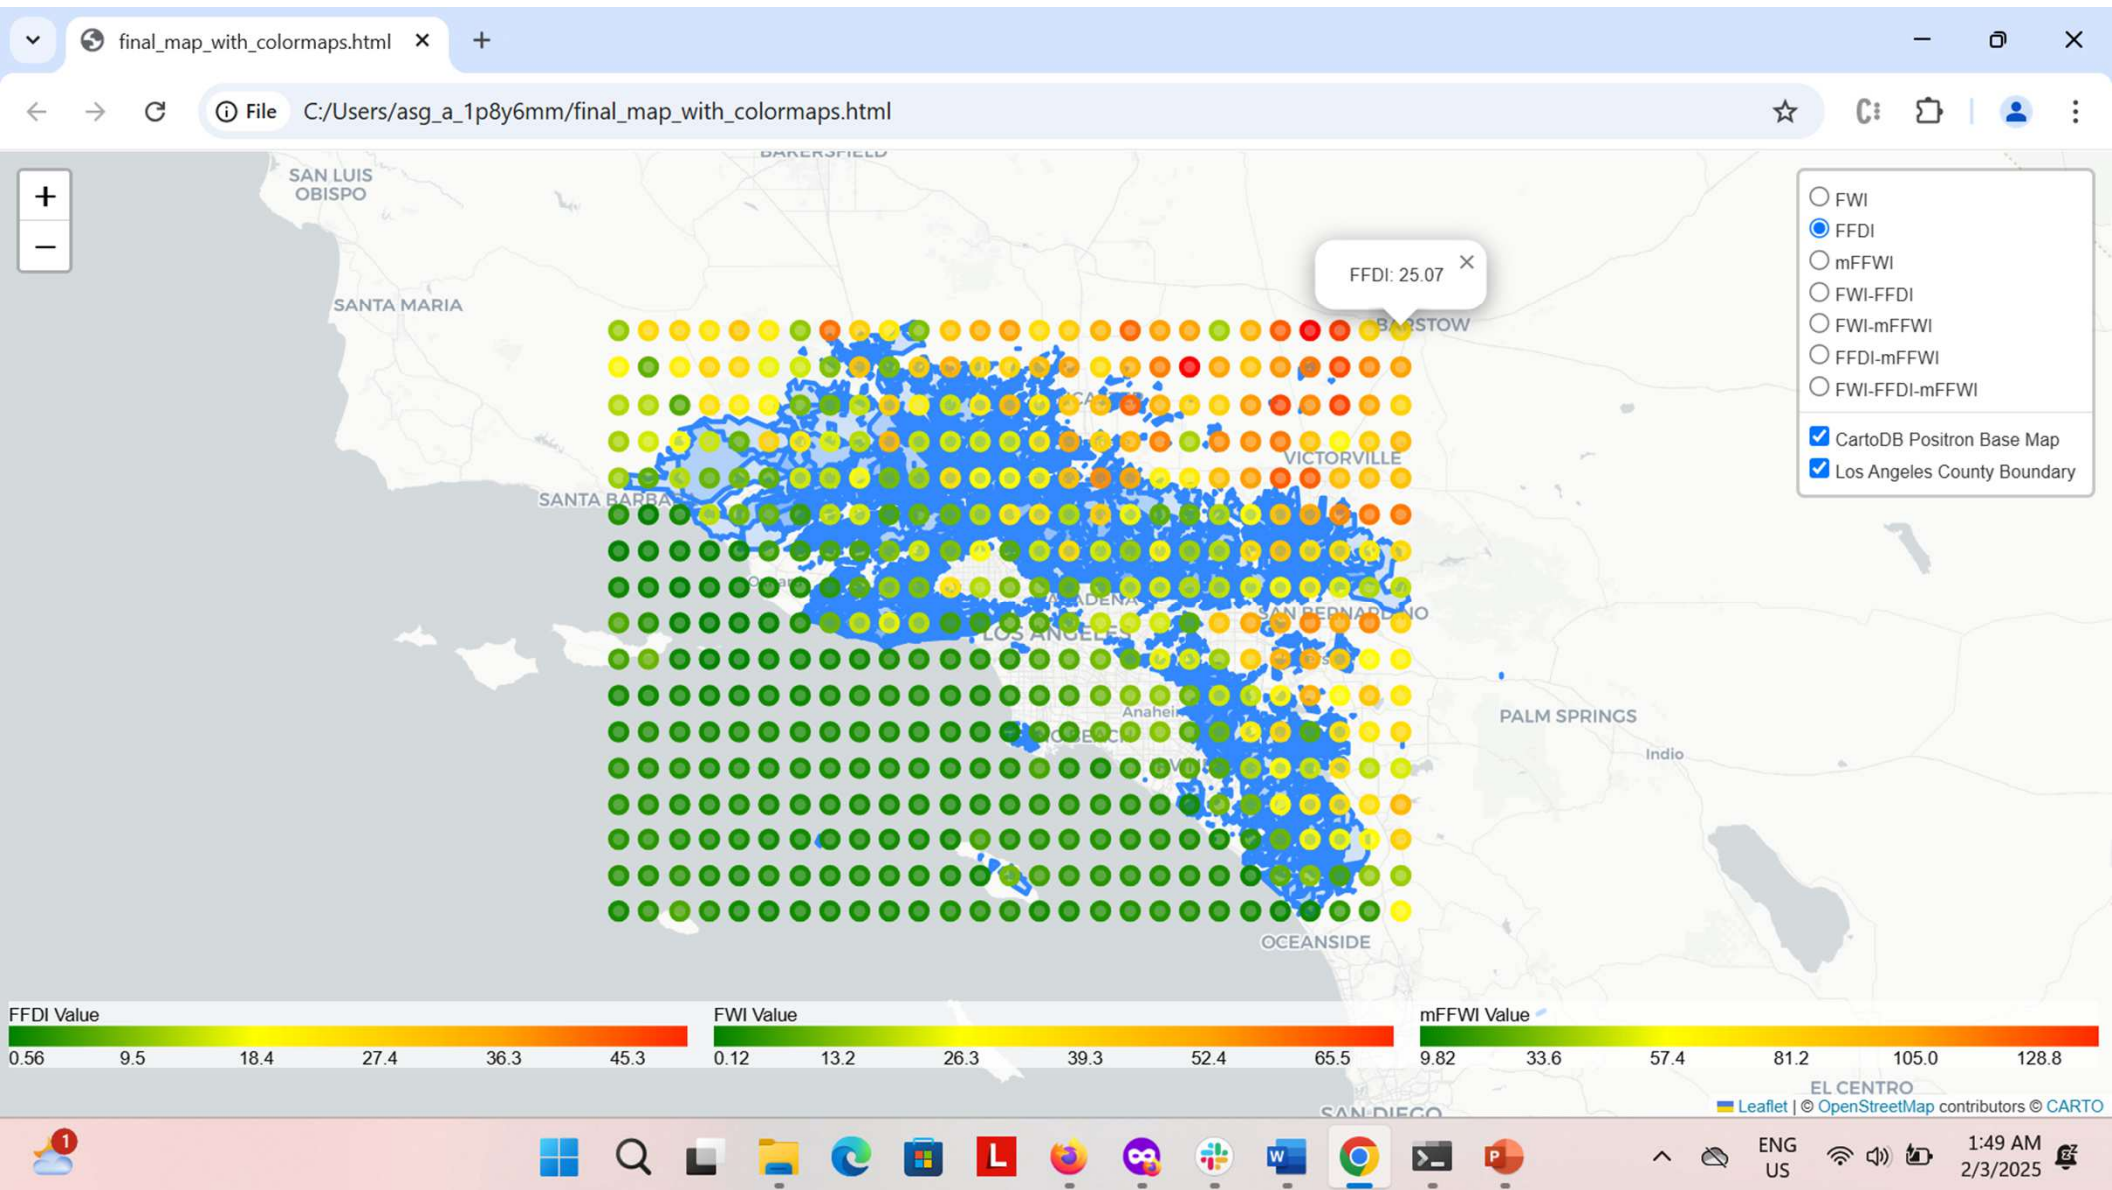 final_map_with_colormaps.html
File
C:/Users/asg_a_1p8y6mm/final_map_with_colormaps.html
+
−
BAKERSFIELD
SAN LUIS
OBISPO
SANTA MARIA
FFDI: 25.07
BARSTOW
VICTORVILLE
SANTA
SAN BERNARDINO
LOS ANGELES
Anaheim
PALM SPRINGS
Indio
OCEANSIDE
SAN DIEGO
EL CENTRO
FWI
FFDI
mFFWI
FWI-FFDI
FWI-mFFWI
FFDI-mFFWI
FWI-FFDI-mFFWI
CartoDB Positron Base Map
Los Angeles County Boundary
FFDI Value
0.56 9.5 18.4 27.4 36.3 45.3
FWI Value
0.12 13.2 26.3 39.3 52.4 65.5
mFFWI Value
9.82 33.6 57.4 81.2 105.0 128.8
Leaflet | © OpenStreetMap contributors © CARTO
1
ENG
US
1:49 AM
2/3/2025